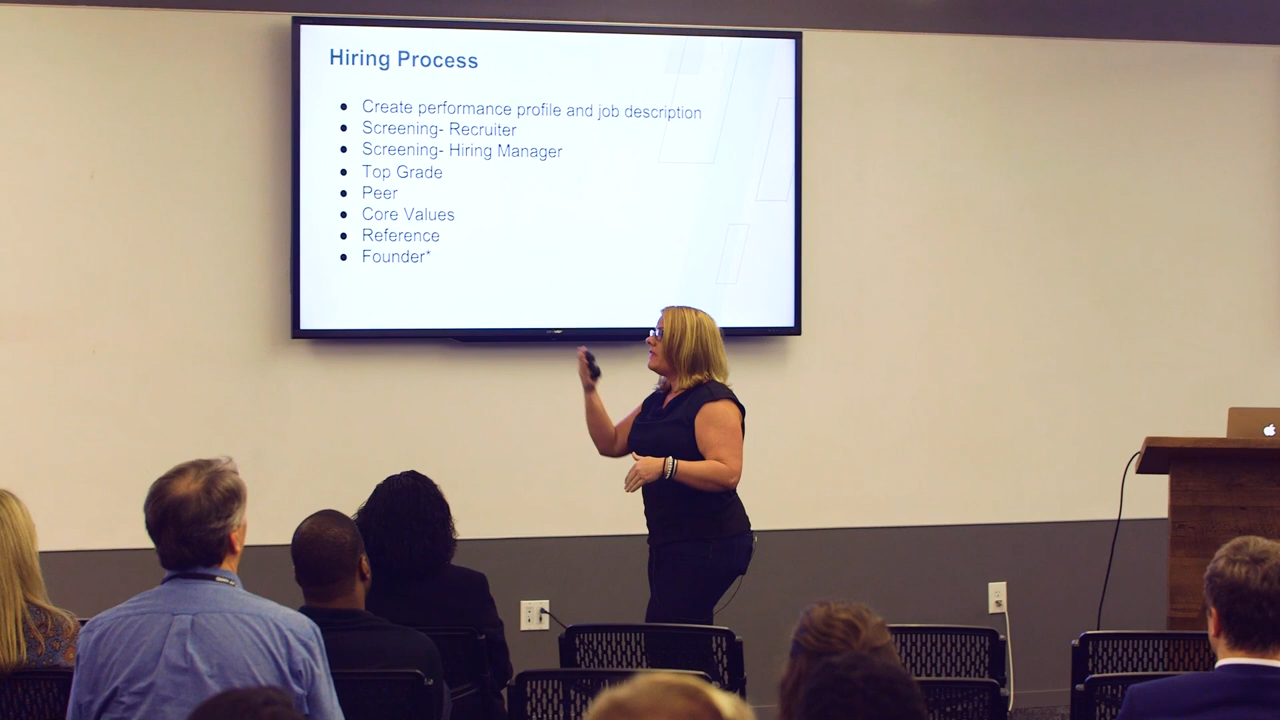 Hiring Process
● Create performance profile and job description
● Screening- Recruiter
● Screening- Hiring Manager
● Top Grade
● Peer
● Core Values
● Reference
● Founder*